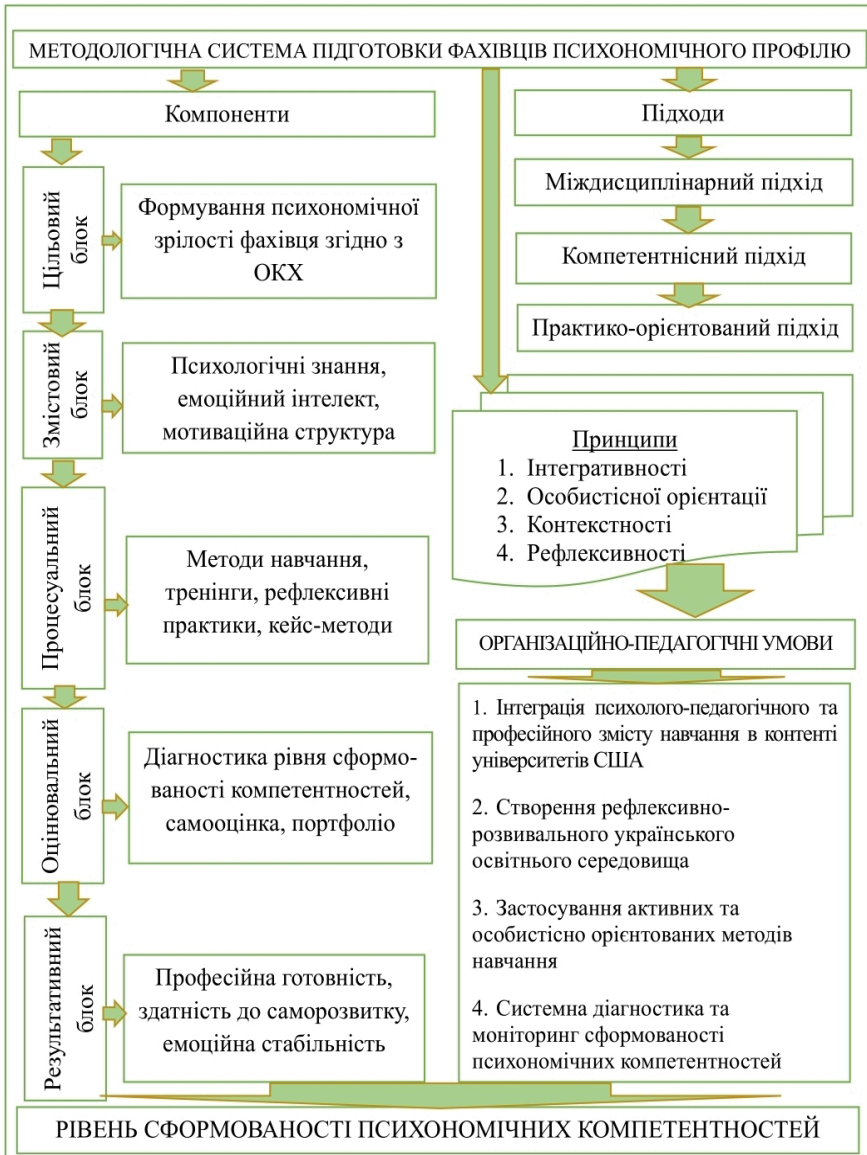 МЕТОДОЛОГІЧНА СИСТЕМА ПІДГОТОВКИ ФАХІВЦІВ ПСИХОНОМІЧНОГО ПРОФІЛЮ
Компоненти
Цільовий
блок
Формування психономічної
зрілості фахівця згідно з
ОКХ
Змістовий
блок
Психологічні знання,
емоційний інтелект,
мотиваційна структура
Процесуальний
блок
Методи навчання,
тренінги, рефлексивні
практики, кейс-методи
Оцінювальний
блок
Діагностика рівня сформо-
ваності компетентностей,
самооцінка, портфоліо
Результативний
блок
Професійна готовність,
здатність до саморозвитку,
емоційна стабільність
Підходи
Міждисциплінарний підхід
Компетентнісний підхід
Практико-орієнтований підхід
Принципи
1. Інтегративності
2. Особистісної орієнтації
3. Контекстності
4. Рефлексивності
ОРГАНІЗАЦІЙНО-ПЕДАГОГІЧНІ УМОВИ
1. Інтеграція психолого-педагогічного та
професійного змісту навчання в контенті
університетів США
2. Створення рефлексивно-
розвивального українського
освітнього середовища
3. Застосування активних та
особистісно орієнтованих методів
навчання
4. Системна діагностика та
моніторинг сформованості
психономічних компетентностей
РІВЕНЬ СФОРМОВАНОСТІ ПСИХОНОМІЧНИХ КОМПЕТЕНТНОСТЕЙ